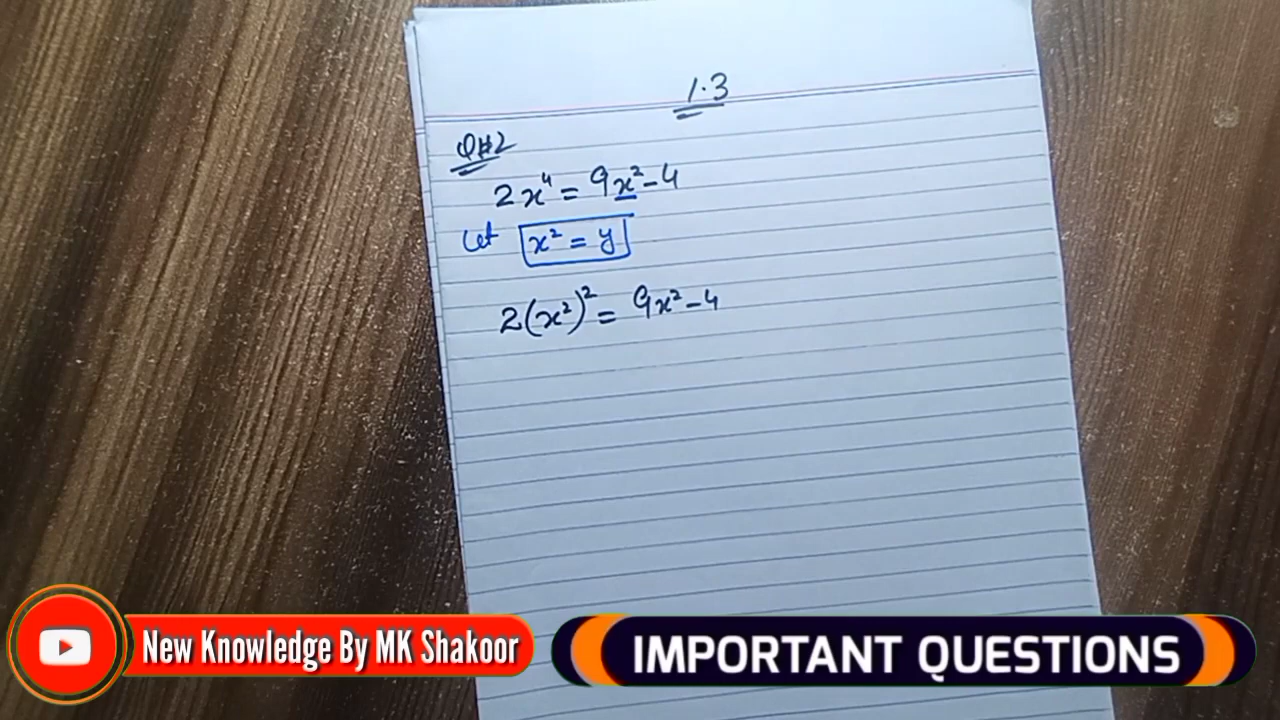 1.3
Q#2
2x⁴ = 9x² - 4
Let x² = y
2(x²)² = 9x² - 4
New Knowledge By MK Shakoor
IMPORTANT QUESTIONS